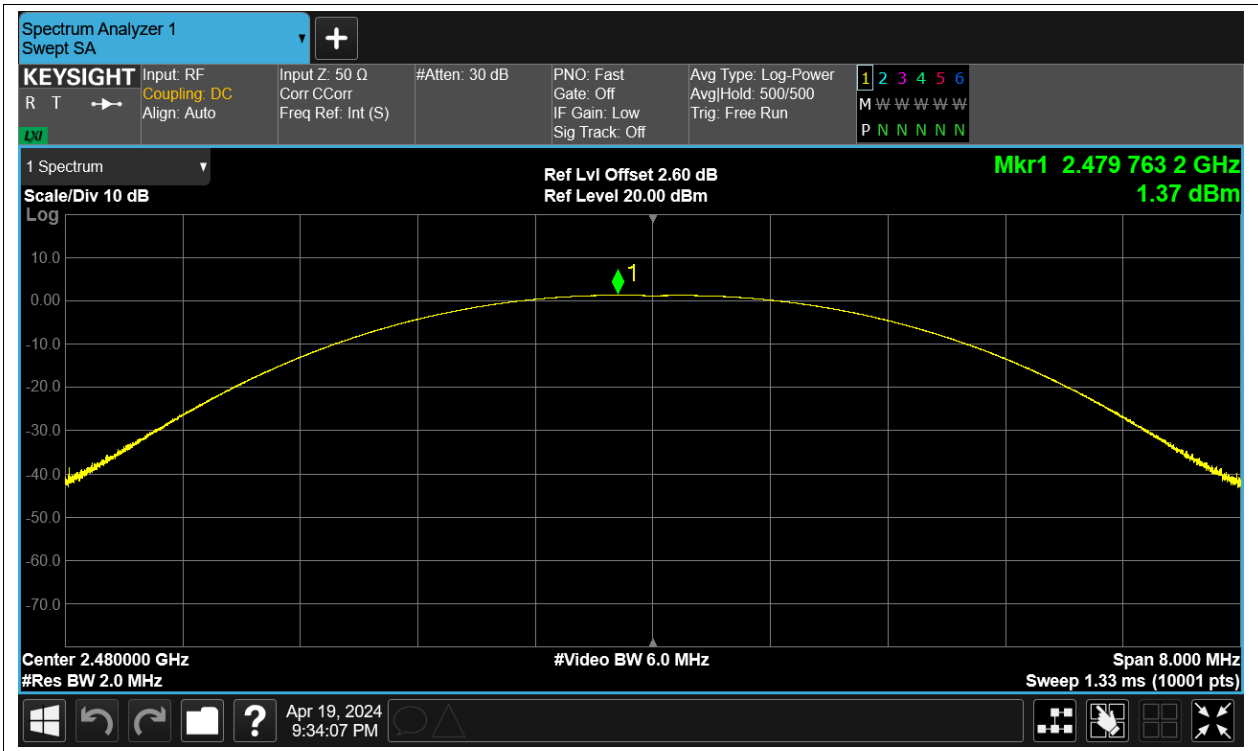 Spectrum Analyzer 1
Swept SA
KEYSIGHT
R T
LXI
Input: RF
Coupling: DC
Align: Auto
Input Z: 50 Ω
Corr CCorr
Freq Ref: Int (S)
#Atten: 30 dB
PNO: Fast
Gate: Off
IF Gain: Low
Sig Track: Off
Avg Type: Log-Power
Avg|Hold: 500/500
Trig: Free Run
1 2 3 4 5 6
M W W W W W W
P N N N N N N
1 Spectrum
Scale/Div 10 dB
Ref Lvl Offset 2.60 dB
Ref Level 20.00 dBm
Mkr1 2.479 763 2 GHz
1.37 dBm
Log
1
10.0
0.00
-10.0
-20.0
-30.0
-40.0
-50.0
-60.0
-70.0
Center 2.480000 GHz
#Res BW 2.0 MHz
#Video BW 6.0 MHz
Span 8.000 MHz
Sweep 1.33 ms (10001 pts)
?
Apr 19, 2024
9:34:07 PM